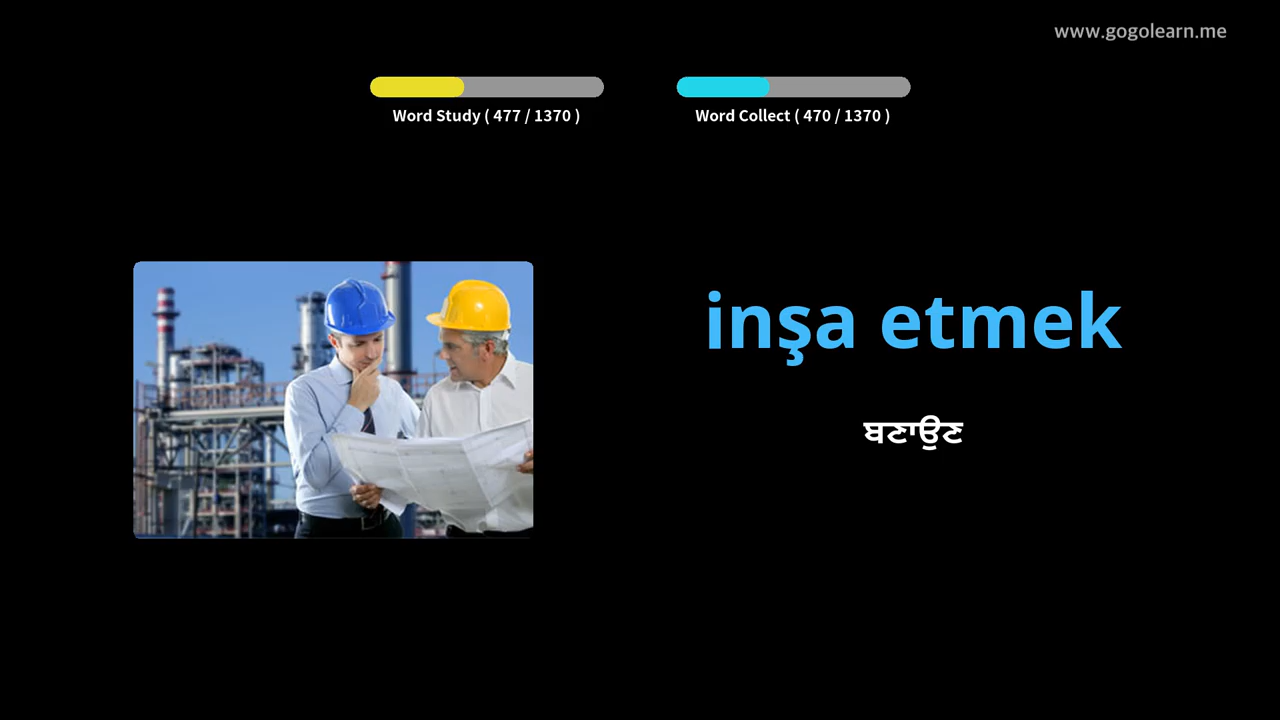 www.gogolearn.me
Word Study ( 477 / 1370 )
Word Collect ( 470 / 1370 )
inşa etmek
ਬਣਾਉਣ